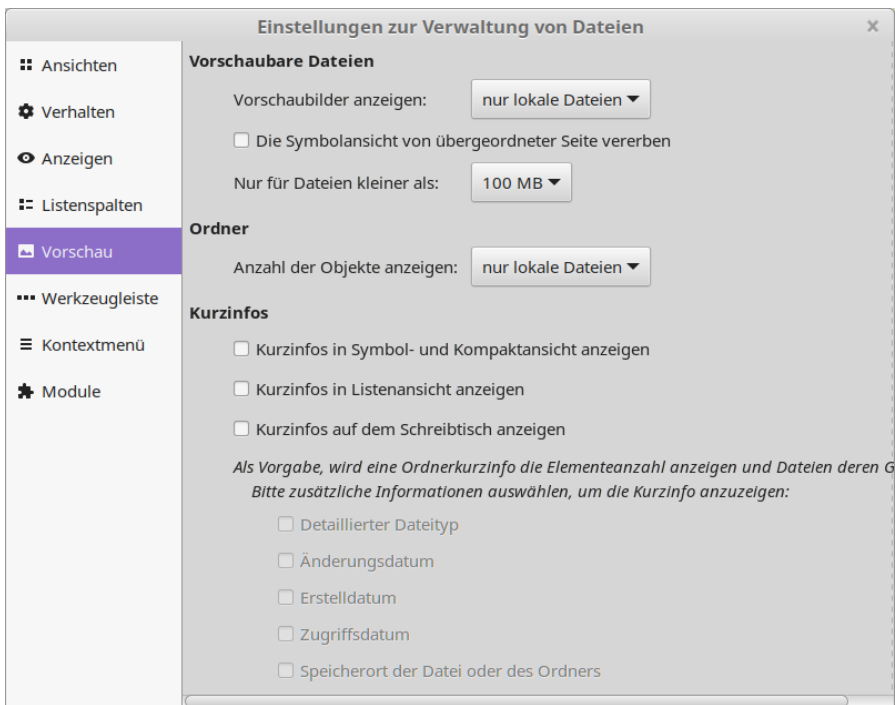 Einstellungen zur Verwaltung von Dateien
Ansichten
Verhalten
Anzeigen
Listenspalten
Vorschau
Werkzeugleiste
Kontextmenü
Module
Vorschaubare Dateien
Vorschaubilder anzeigen: nur lokale Dateien
Die Symbolansicht von übergeordneter Seite vererben
Nur für Dateien kleiner als: 100 MB
Ordner
Anzahl der Objekte anzeigen: nur lokale Dateien
Kurzinfos
Kurzinfos in Symbol- und Kompaktansicht anzeigen
Kurzinfos in Listenansicht anzeigen
Kurzinfos auf dem Schreibtisch anzeigen
Als Vorgabe, wird eine Ordnerkurzinfo die Elementeanzahl anzeigen und Dateien deren G
Bitte zusätzliche Informationen auswählen, um die Kurzinfo anzuzeigen:
Detaillierter Dateityp
Änderungsdatum
Erstelldatum
Zugriffsdatum
Speicherort der Datei oder des Ordners